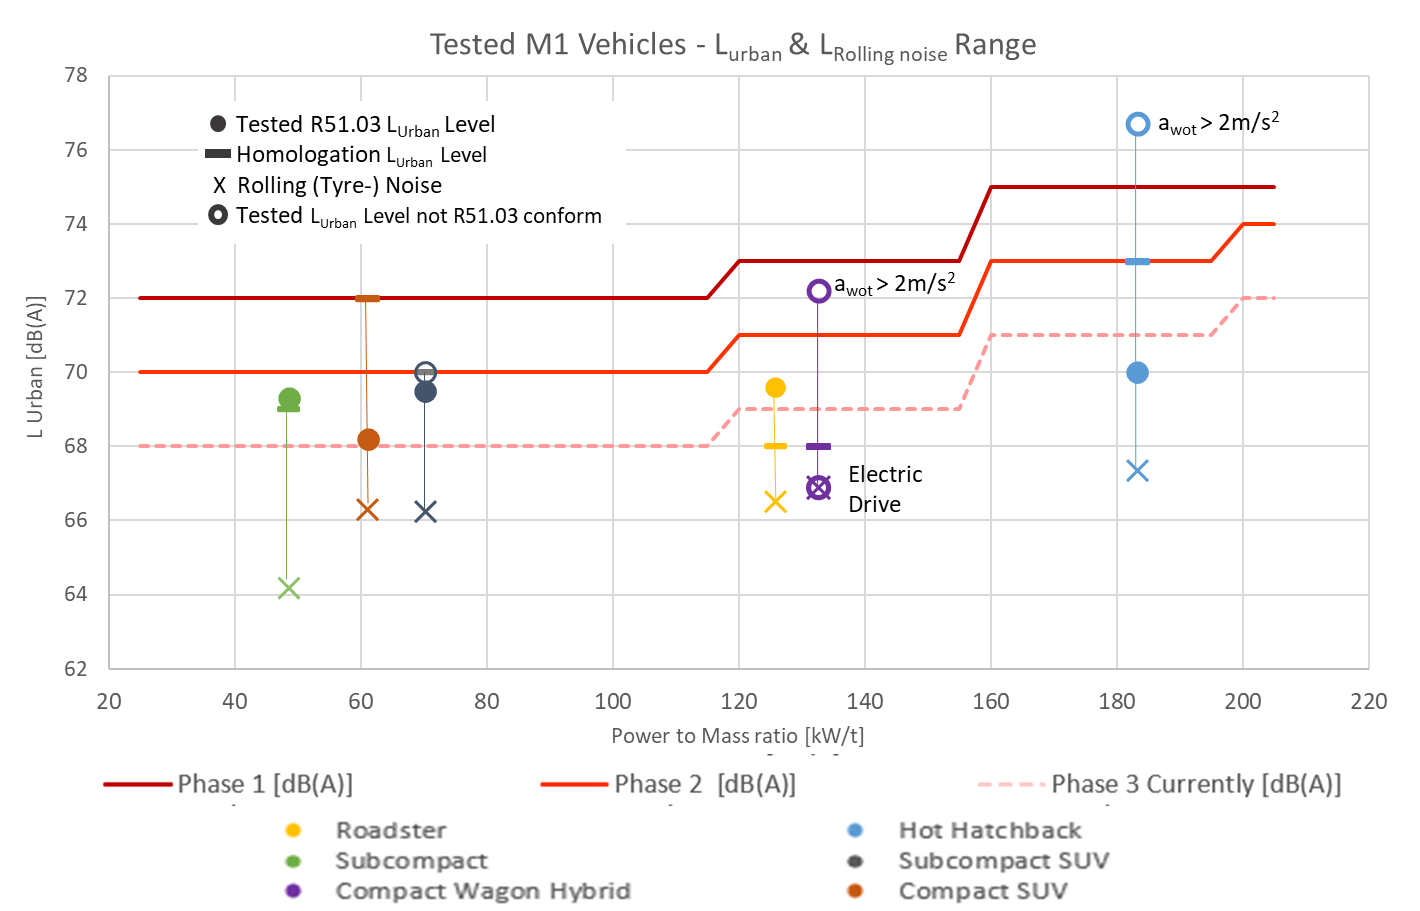 Tested M1 Vehicles - Lurban & LRolling noise Range
78
76
74
72
70
68
66
64
62
L Urban [dB(A)]
● Tested R51.03 LUrban Level
Homologation LUrban Level
X Rolling (Tyre-) Noise
Tested LUrban Level not R51.03 conform
awot > 2m/s²
awot > 2m/s²
Electric
Drive
20 40 60 80 100 120 140 160 180 200 220
Power to Mass ratio [kW/t]
Phase 1 [dB(A)] Phase 2 [dB(A)] Phase 3 Currently [dB(A)]
Roadster Hot Hatchback
Subcompact Subcompact SUV
Compact Wagon Hybrid Compact SUV